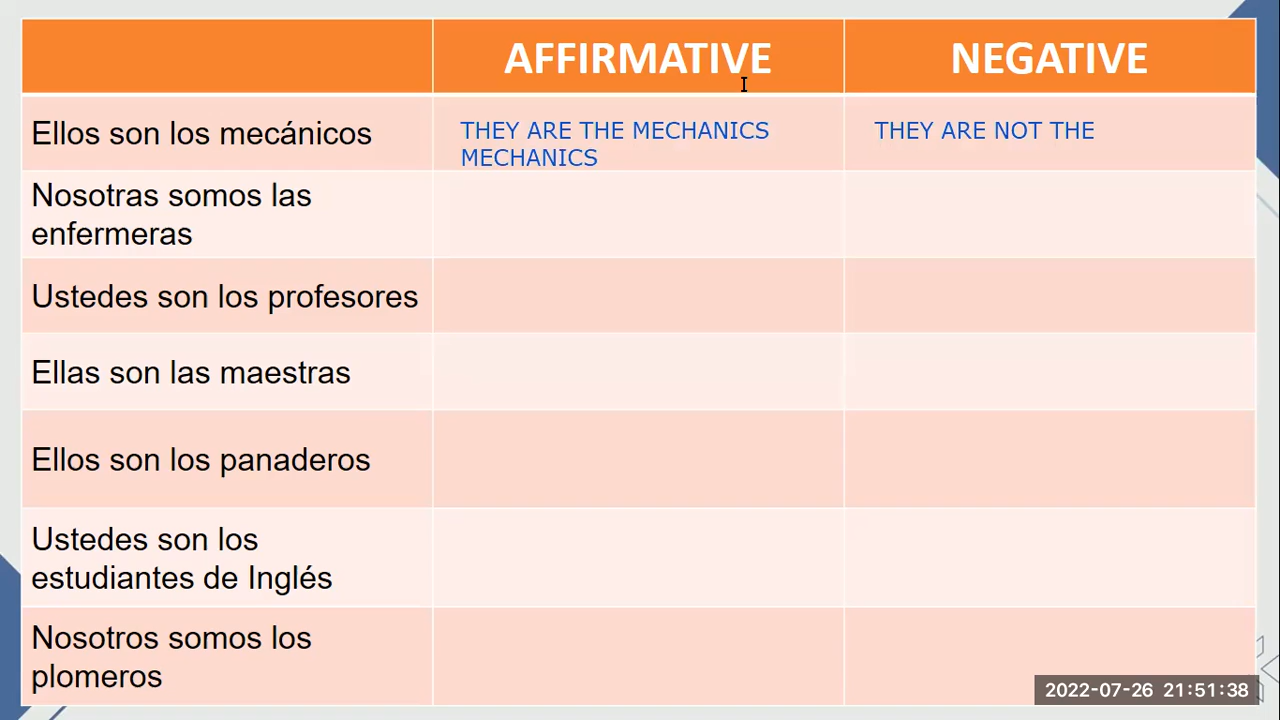 AFFIRMATIVE
NEGATIVE
Ellos son los mecánicos
THEY ARE THE MECHANICS
THEY ARE NOT THE
MECHANICS
Nosotras somos las
enfermeras
Ustedes son los profesores
Ellas son las maestras
Ellos son los panaderos
Ustedes son los
estudiantes de Inglés
Nosotros somos los
plomeros
2022-07-26 21:51:38